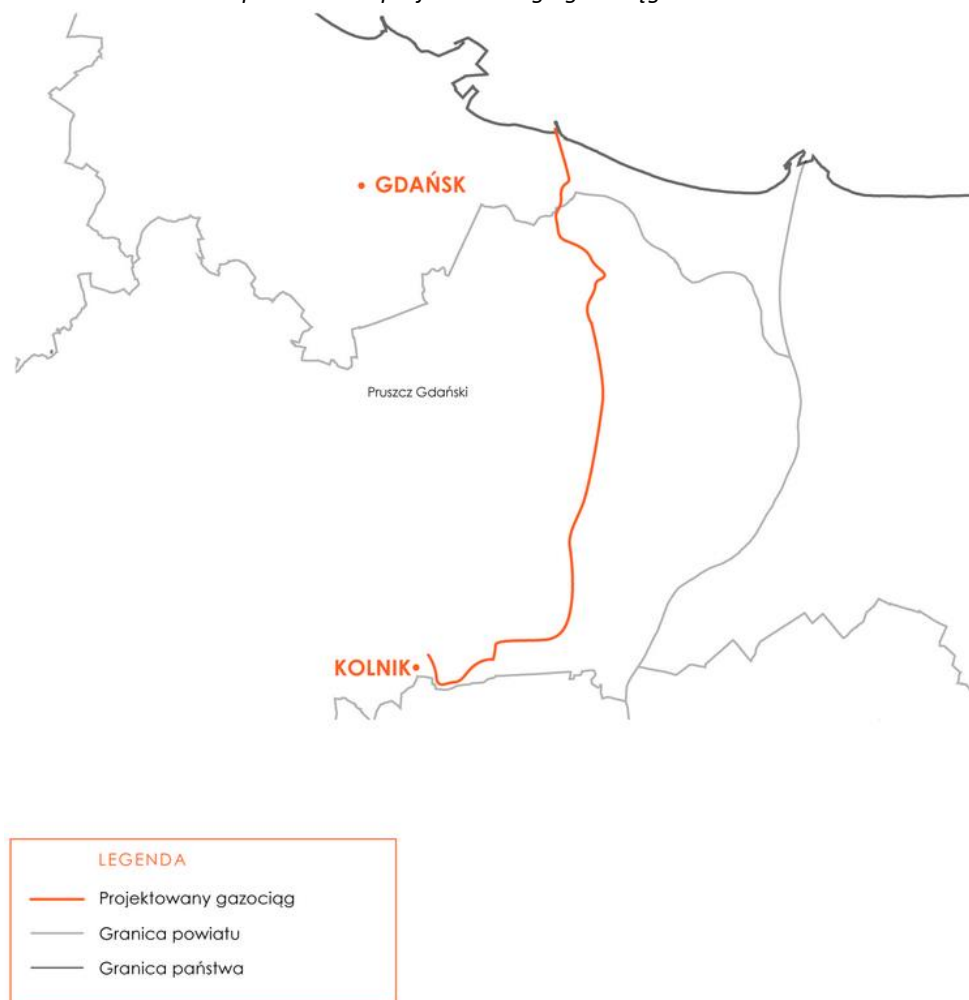 • GDAŃSK
Pruszcz Gdański
KOLNIK•
LEGENDA
Projektowany gazociąg
Granica powiatu
Granica państwa